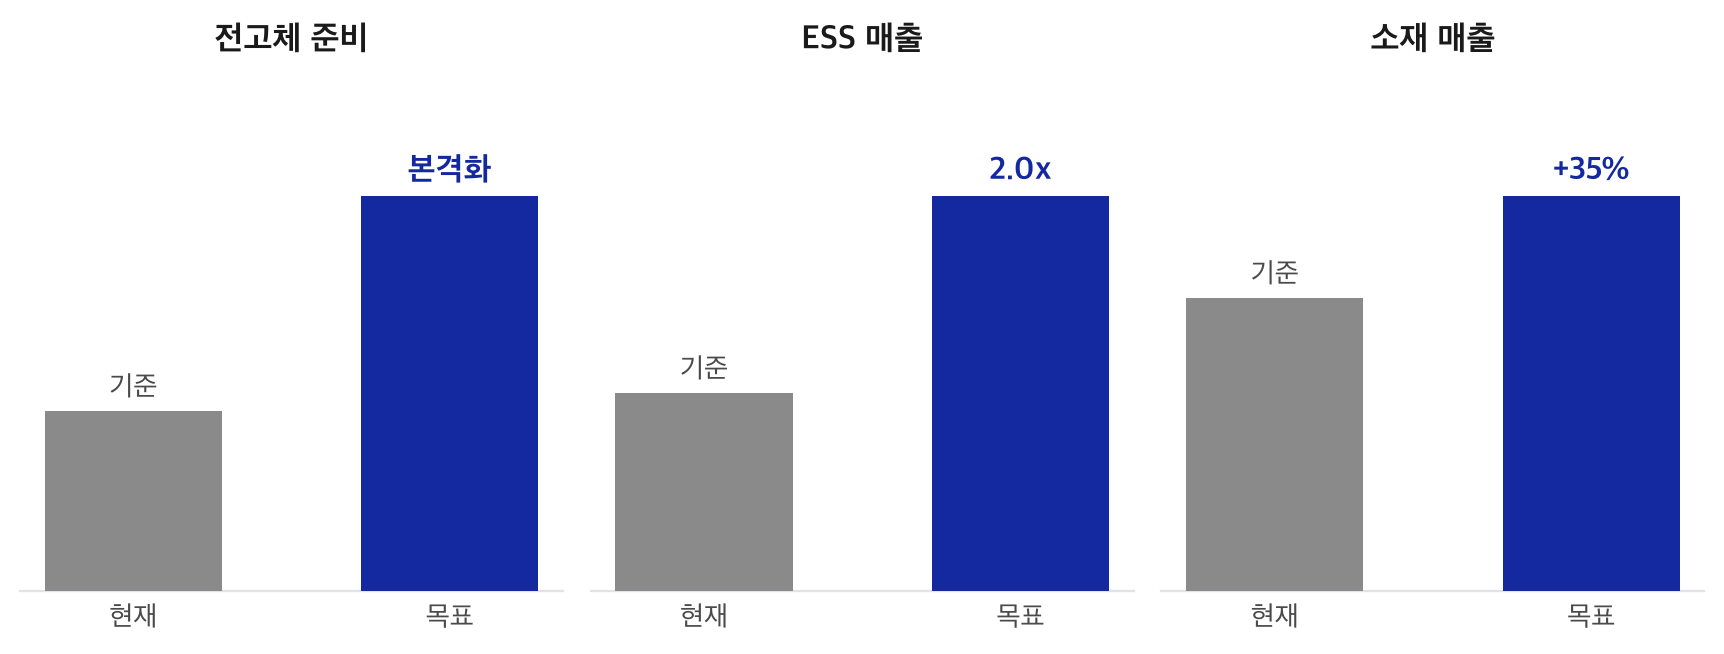 전고체 준비
본격화
기준
현재
목표
ESS 매출
2.0x
기준
현재
목표
소재 매출
+35%
기준
현재
목표